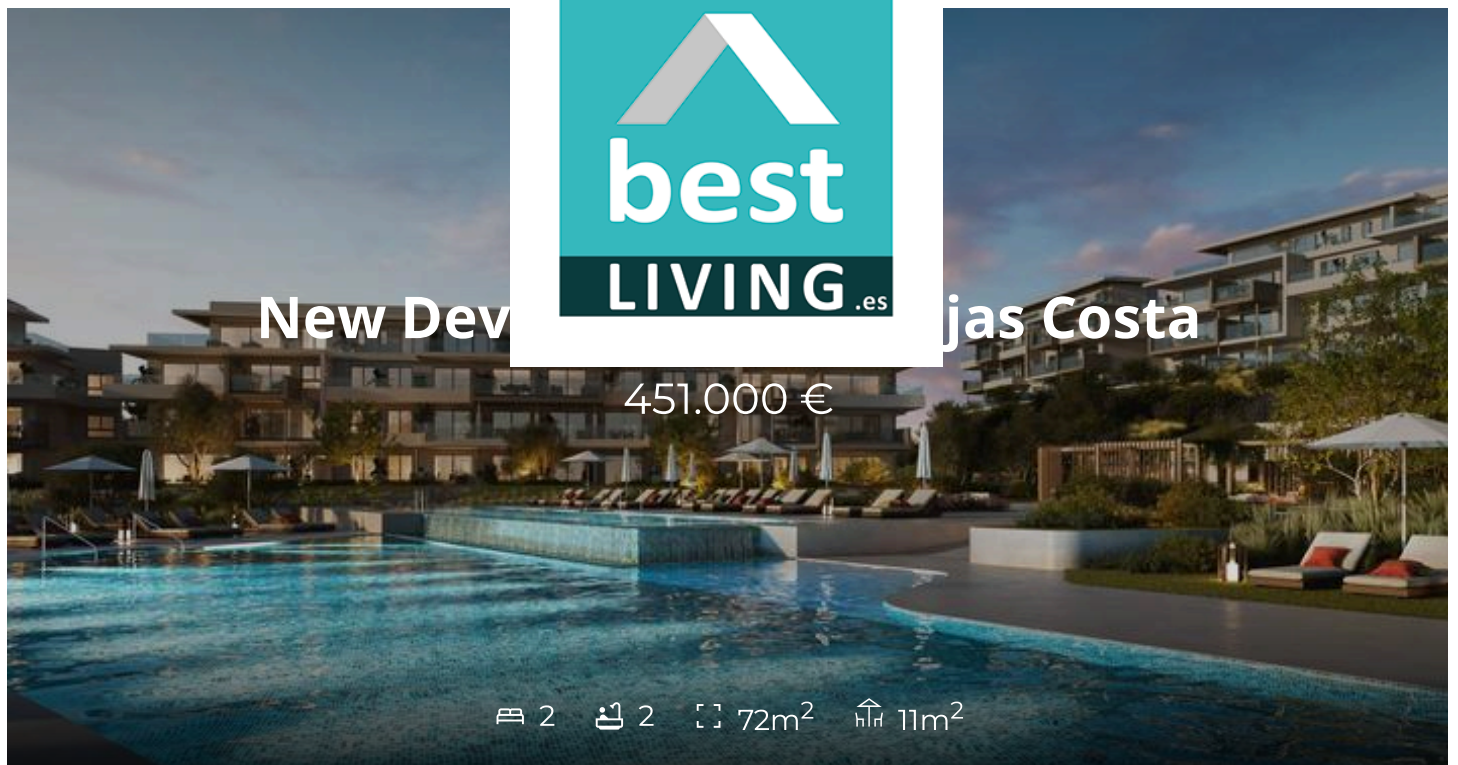 best
LIVING.es
New Dev jas Costa
451.000 €
2 2 72m² 11m²